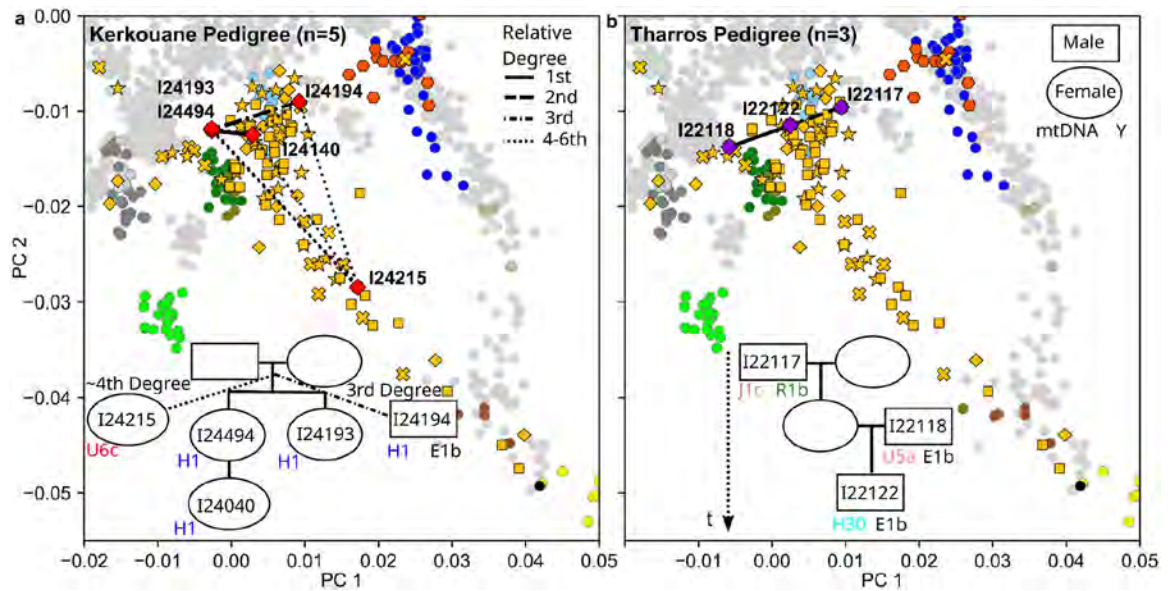 a
Kerkouane Pedigree (n=5)
Relative
Degree
1st
2nd
3rd
4-6th
I24193
I24494
I24194
I24140
I24215
~4th Degree
3rd Degree
I24215
I24494
I24193
I24194
U6c
H1
H1
H1
E1b
I24040
H1
PC 2
0.00
−0.01
−0.02
−0.03
−0.04
−0.05
−0.02
−0.01
0.00
0.01
0.02
0.03
0.04
0.05
PC 1
b
Tharros Pedigree (n=3)
Male
Female
mtDNA Y
I22117
I22122
I22118
I22117
J1c R1b
I22118
U5a E1b
I22122
H30 E1b
t
−0.02
−0.01
0.00
0.01
0.02
0.03
0.04
0.05
PC 1